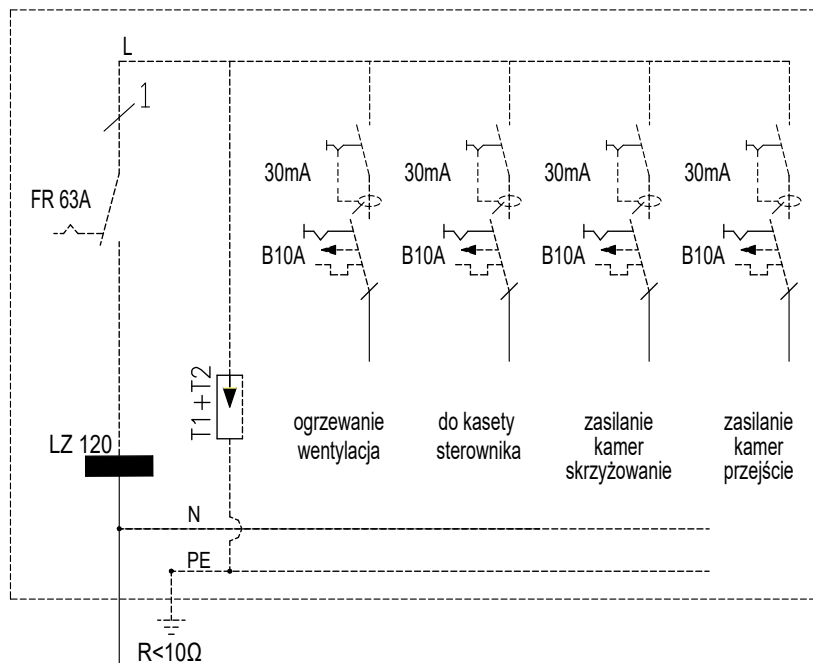 L
1
FR 63A
30mA
30mA
30mA
30mA
B10A
B10A
B10A
B10A
T1+T2
ogrzewanie
wentylacja
do kasety
sterownika
zasilanie
kamer
skrzyżowanie
zasilanie
kamer
przejście
LZ 120
N
PE
R<10Ω